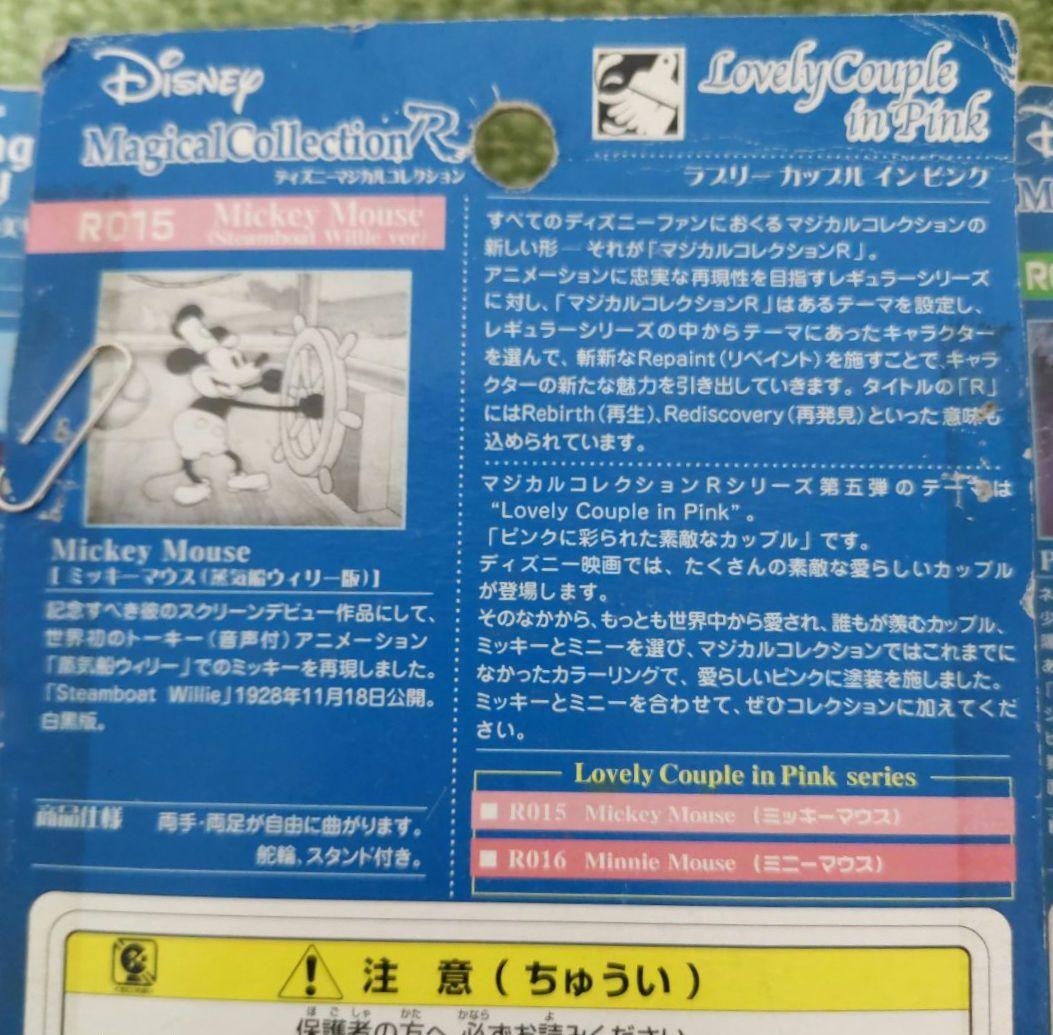 Disney
MagicalCollection R
ディズニーマジカルコレクション
R015 Mickey Mouse
(Steamboat Willie ver)
Mickey Mouse
[ミッキーマウス(蒸気船ウィリー版)]
記念すべき彼のスクリーンデビュー作品にして、
世界初のトーキー(音声付)アニメーション
「蒸気船ウィリー」でのミッキーを再現しました。
「Steamboat Willie」1928年11月18日公開。
白黒版。
商品仕様 両手・両足が自由に曲がります。
舵輪、スタンド付き。
Lovely Couple
in Pink
ラブリー カップル イン ピンク
すべてのディズニーファンにおくるマジカルコレクションの
新しい形 ― それが「マジカルコレクションR」。
アニメーションに忠実な再現性を目指すレギュラーシリーズ
に対し、「マジカルコレクションR」はあるテーマを設定し、
レギュラーシリーズの中からテーマにあったキャラクター
を選んで、斬新なRepaint(リペイント)を施すことで、キャラ
クターの新たな魅力を引き出していきます。タイトルの「R」
にはRebirth(再生)、Rediscovery(再発見)といった意味も
込められています。
マジカルコレクションRシリーズ第五弾のテーマは
“Lovely Couple in Pink”。
「ピンクに彩られた素敵なカップル」です。
ディズニー映画では、たくさんの素敵な愛らしいカップル
が登場します。
そのなかから、もっとも世界中から愛され、誰もが羨むカップル、
ミッキーとミニーを選び、マジカルコレクションではこれまでに
なかったカラーリングで、愛らしいピンクに塗装を施しました。
ミッキーとミニーを合わせて、ぜひコレクションに加えてくだ
さい。
Lovely Couple in Pink series
■ R015 Mickey Mouse (ミッキーマウス)
■ R016 Minnie Mouse (ミニーマウス)
注 意(ちゅうい)
保護者の方へ 必ずお読みください